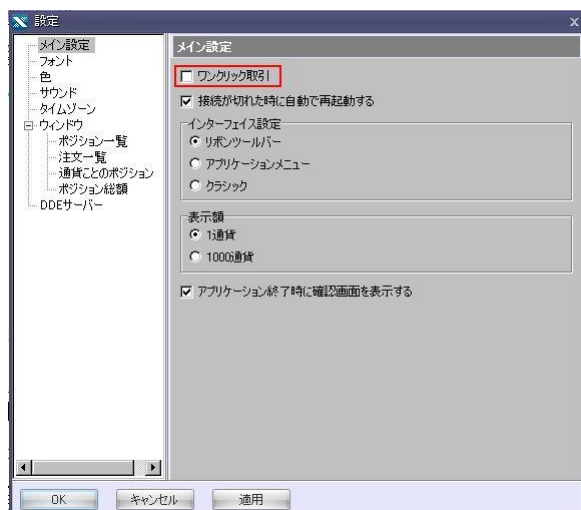 設定
x
メイン設定
フォント
色
サウンド
タイムゾーン
ウィンドウ
ポジション一覧
注文一覧
通貨ごとのポジション
ポジション総額
DDEサーバー
メイン設定
ワンクリック取引
接続が切れた時に自動で再起動する
インターフェイス設定
リボンツールバー
アプリケーションメニュー
クラシック
表示額
1通貨
1000通貨
アプリケーション終了時に確認画面を表示する
OK
キャンセル
適用